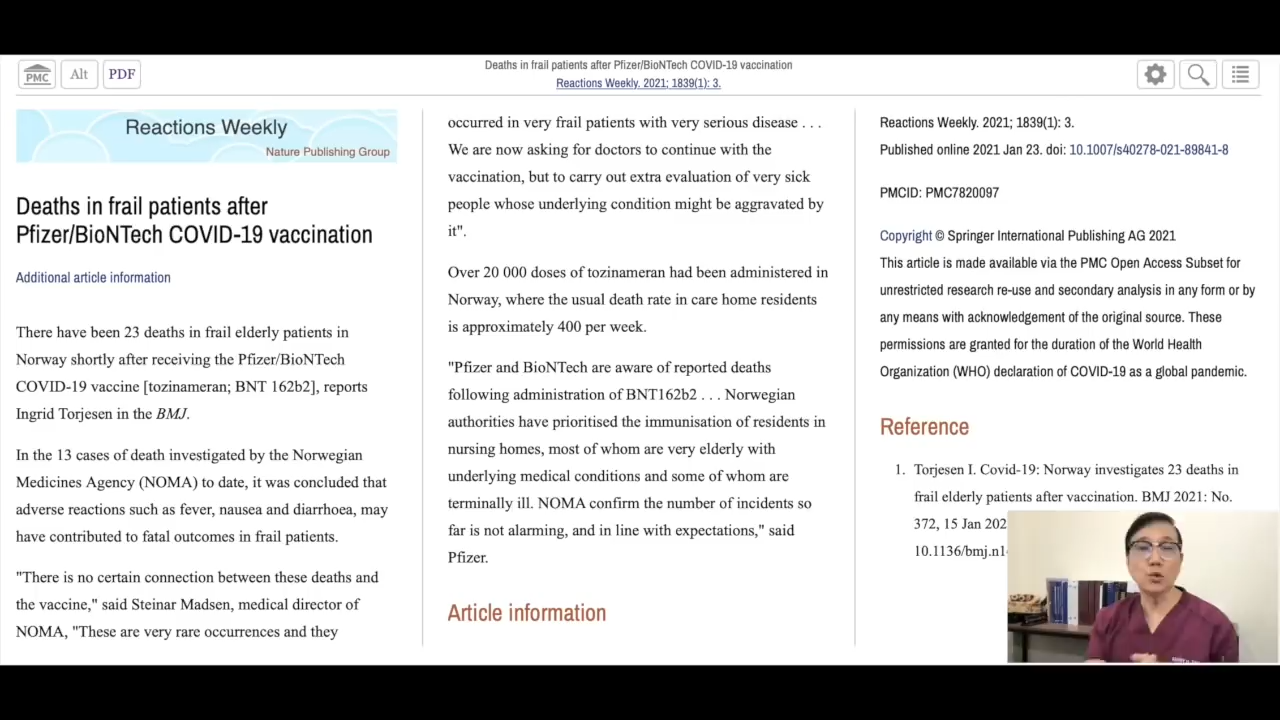 PMC
Alt
PDF
Deaths in frail patients after Pfizer/BioNTech COVID-19 vaccination
Reactions Weekly. 2021; 1839(1): 3.
Reactions Weekly
Nature Publishing Group
Deaths in frail patients after
Pfizer/BioNTech COVID-19 vaccination
Additional article information
There have been 23 deaths in frail elderly patients in
Norway shortly after receiving the Pfizer/BioNTech
COVID-19 vaccine [tozinameran; BNT 162b2], reports
Ingrid Torjesen in the BMJ.
In the 13 cases of death investigated by the Norwegian
Medicines Agency (NOMA) to date, it was concluded that
adverse reactions such as fever, nausea and diarrhoea, may
have contributed to fatal outcomes in frail patients.
"There is no certain connection between these deaths and
the vaccine," said Steinar Madsen, medical director of
NOMA, "These are very rare occurrences and they
occurred in very frail patients with very serious disease . . .
We are now asking for doctors to continue with the
vaccination, but to carry out extra evaluation of very sick
people whose underlying condition might be aggravated by
it".
Over 20 000 doses of tozinameran had been administered in
Norway, where the usual death rate in care home residents
is approximately 400 per week.
"Pfizer and BioNTech are aware of reported deaths
following administration of BNT162b2 . . . Norwegian
authorities have prioritised the immunisation of residents in
nursing homes, most of whom are very elderly with
underlying medical conditions and some of whom are
terminally ill. NOMA confirm the number of incidents so
far is not alarming, and in line with expectations," said
Pfizer.
Article information
Reactions Weekly. 2021; 1839(1): 3.
Published online 2021 Jan 23. doi: 10.1007/s40278-021-89841-8
PMCID: PMC7820097
Copyright © Springer International Publishing AG 2021
This article is made available via the PMC Open Access Subset for
unrestricted research re-use and secondary analysis in any form or by
any means with acknowledgement of the original source. These
permissions are granted for the duration of the World Health
Organization (WHO) declaration of COVID-19 as a global pandemic.
Reference
1. Torjesen I. Covid-19: Norway investigates 23 deaths in
frail elderly patients after vaccination. BMJ 2021: No.
372, 15 Jan 202
10.1136/bmj.n1